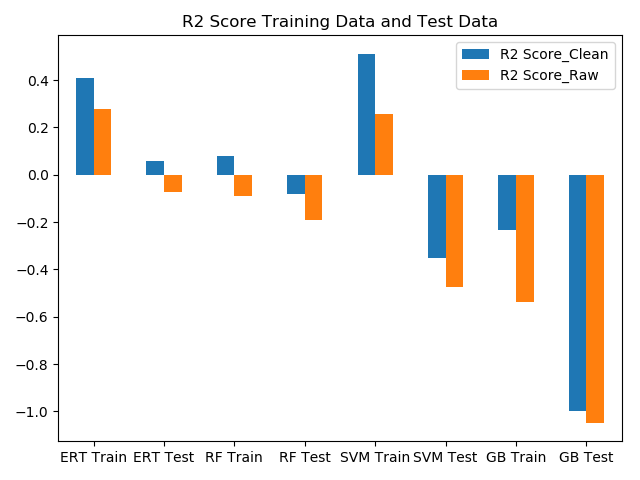 R2 Score Training Data and Test Data
R2 Score_Clean
R2 Score_Raw
0.4
0.2
0.0
−0.2
−0.4
−0.6
−0.8
−1.0
ERT Train ERT Test RF Train RF Test SVM Train SVM Test GB Train GB Test